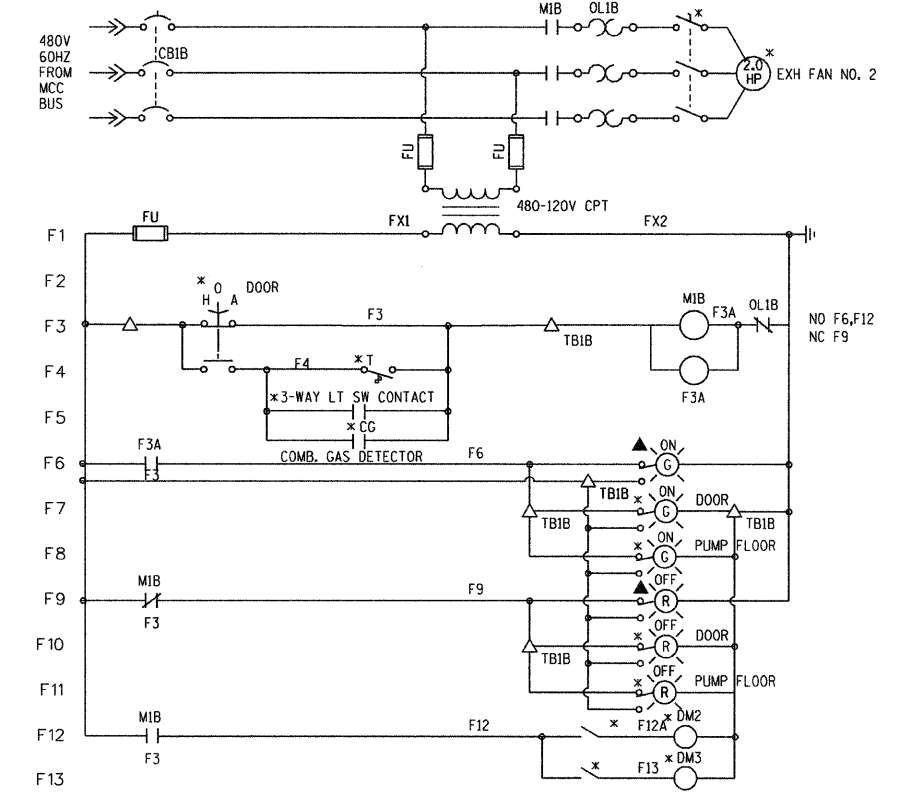 M1B OL1B *
480V
60HZ
FROM
MCC
BUS
CB1B
2.0
HP
*
EXH FAN NO. 2
FU FU
480-120V CPT
F1 FU FX1 FX2
F2
* O DOOR
H A
F3 F3 TB1B M1B F3A OL1B NO F6,F12
NC F9
F4 F4 *T
F3A
*3-WAY LT SW CONTACT
F5
*CG
COMB. GAS DETECTOR
F6 F3A F6 ON G
F3
TB1B
F7 TB1B * ON G DOOR TB1B
F8 * ON G PUMP FLOOR
F9 M1B F9 OFF R
F3
F10 TB1B * OFF R DOOR
F11 * OFF R PUMP FLOOR
F12 M1B F12 * F12A * DM2
F3
F13 * F13 * DM3